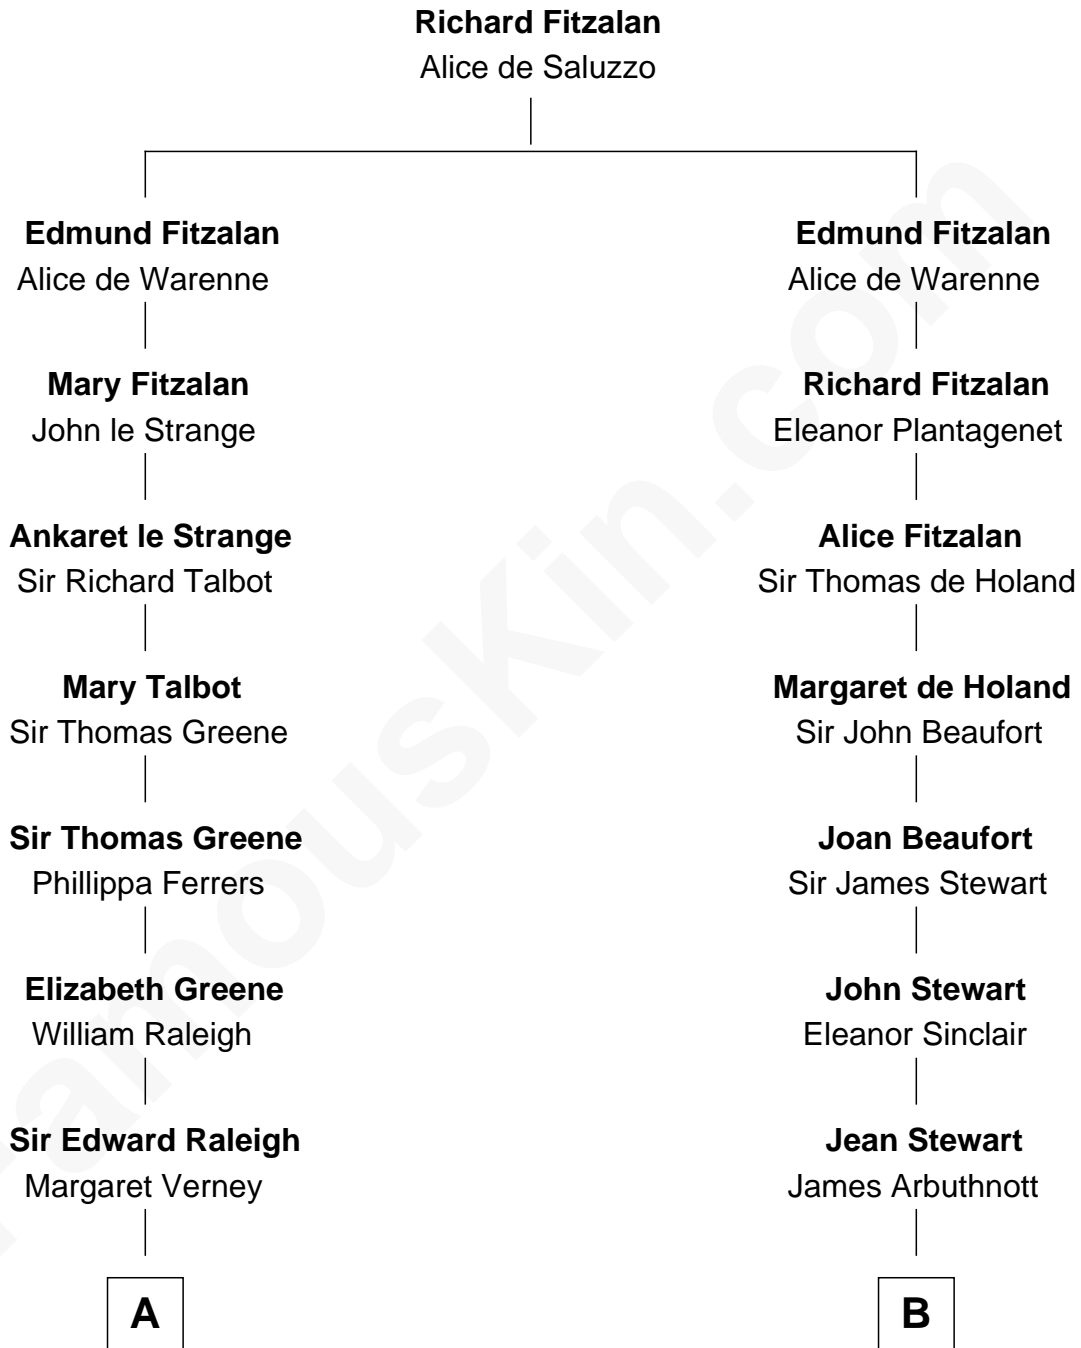 Richard Fitzalan
Alice de Saluzzo
Edmund Fitzalan
Alice de Warenne
Mary Fitzalan
John le Strange
Ankaret le Strange
Sir Richard Talbot
Mary Talbot
Sir Thomas Greene
Sir Thomas Greene
Phillippa Ferrers
Elizabeth Greene
William Raleigh
Sir Edward Raleigh
Margaret Verney
A
Edmund Fitzalan
Alice de Warenne
Richard Fitzalan
Eleanor Plantagenet
Alice Fitzalan
Sir Thomas de Holand
Margaret de Holand
Sir John Beaufort
Joan Beaufort
Sir James Stewart
John Stewart
Eleanor Sinclair
Jean Stewart
James Arbuthnott
B
FamousKin.com